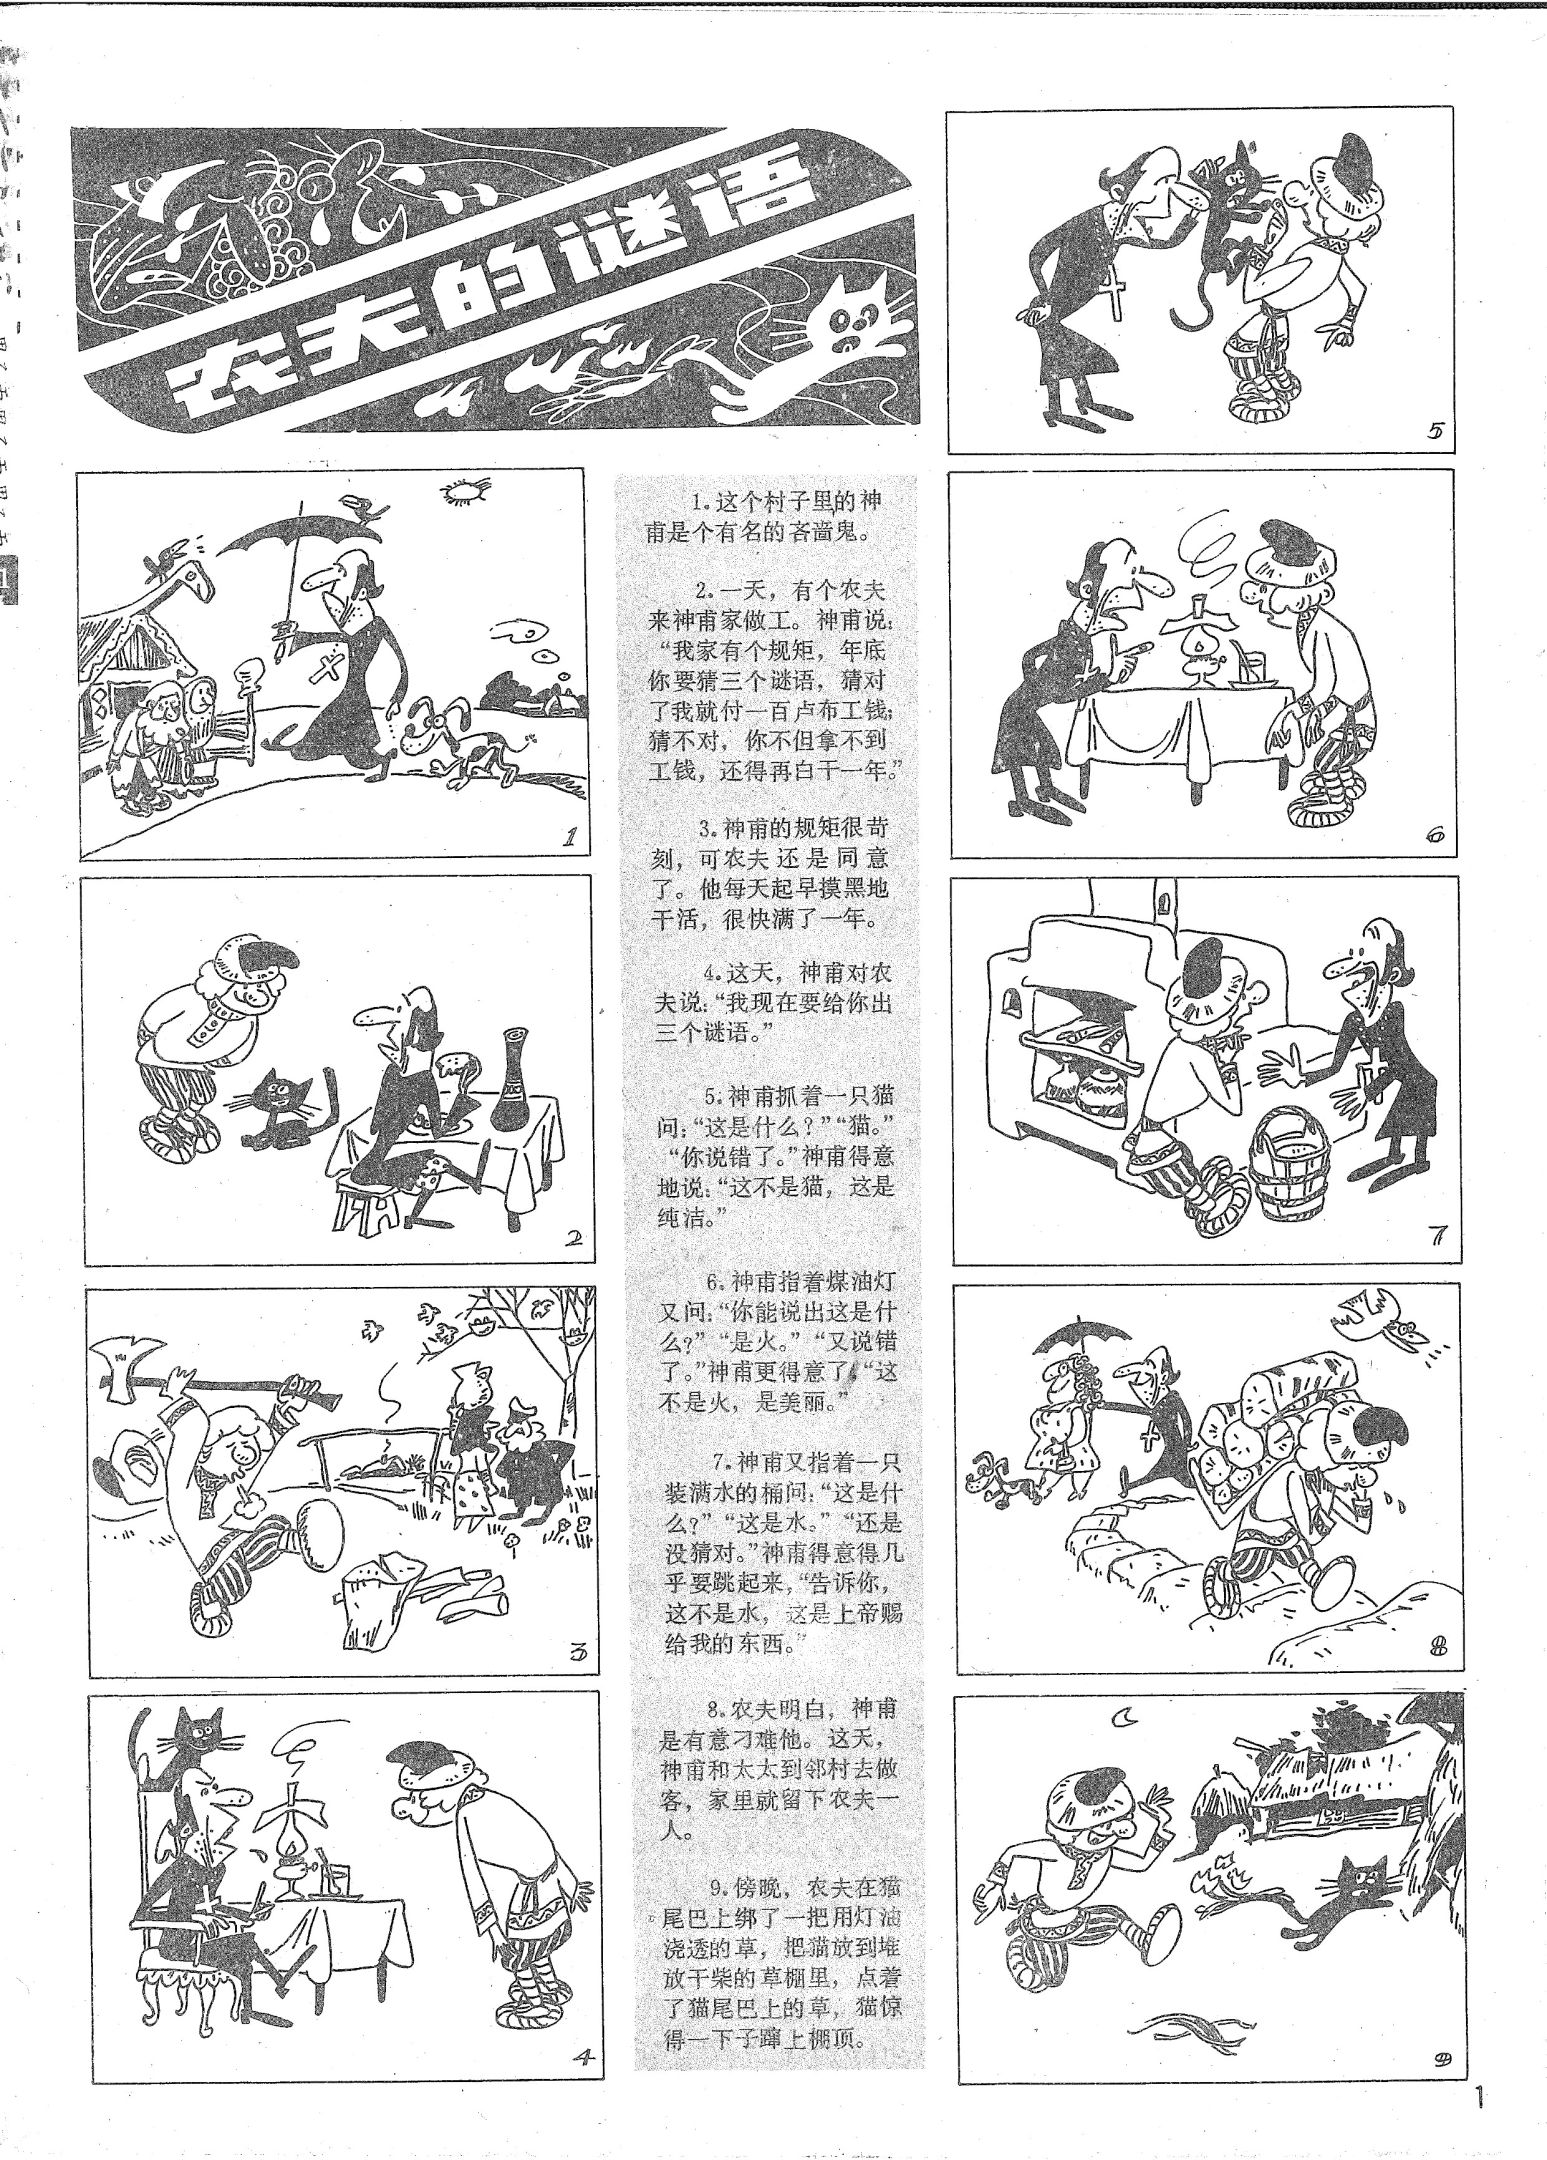 农夫的谜语
1.这个村子里的神
甫是个有名的吝啬鬼。
2.一天，有个农夫
来神甫家做工。神甫说：
“我家有个规矩，年底
你要猜三个谜语，猜对
了我就付一百卢布工钱；
猜不对，你不但拿不到
工钱，还得再白干一年。”
3.神甫的规矩很苛
刻，可农夫还是同意
了。他每天起早摸黑地
干活，很快满了一年。
4.这天，神甫对农
夫说：“我现在要给你出
三个谜语。”
5.神甫抓着一只猫
问：“这是什么？”“猫。”
“你说错了。”神甫得意
地说：“这不是猫，这是
纯洁。”
6.神甫指着煤油灯
又问：“你能说出这是什
么？”“是火。”“又说错
了。”神甫更得意了，“这
不是火，是美丽。”
7.神甫又指着一只
装满水的桶问：“这是什
么？”“这是水。”“还是
没猜对。”神甫得意得几
乎要跳起来，“告诉你，
这不是水，这是上帝赐
给我的东西。”
8.农夫明白，神甫
是有意刁难他。这天，
神甫和太太到邻村去做
客，家里就留下农夫一
人。
9.傍晚，农夫在猫
尾巴上绑了一把用灯油
浇透的草，把猫放到堆
放干柴的草棚里，点着
了猫尾巴上的草，猫惊
得一下子蹿上棚顶。
1
2
3
4
5
6
7
8
9
1